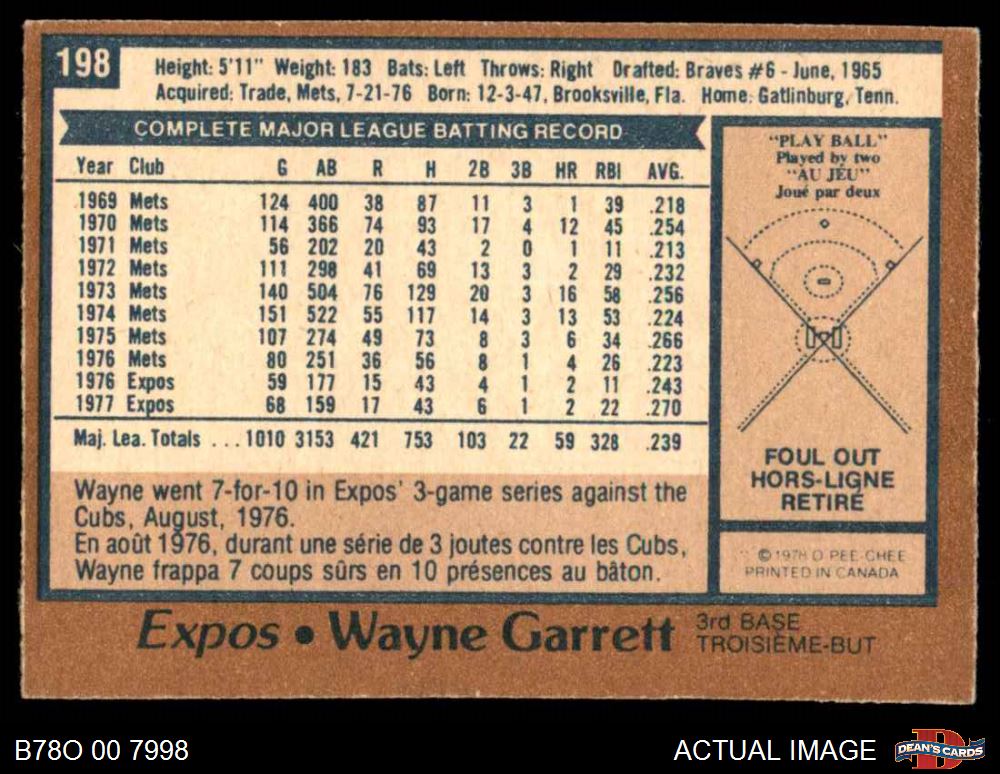 198
Height: 5'11" Weight: 183 Bats: Left Throws: Right Drafted: Braves #6 - June, 1965
Acquired: Trade, Mets, 7-21-76 Born: 12-3-47, Brooksville, Fla. Home: Gatlinburg, Tenn.
COMPLETE MAJOR LEAGUE BATTING RECORD
Year Club G AB R H 2B 3B HR RBI AVG.
1969 Mets 124 400 38 87 11 3 1 39 .218
1970 Mets 114 366 74 93 17 4 12 45 .254
1971 Mets 56 202 20 43 2 0 1 11 .213
1972 Mets 111 298 41 69 13 3 2 29 .232
1973 Mets 140 504 76 129 20 3 16 58 .256
1974 Mets 151 522 55 117 14 3 13 53 .224
1975 Mets 107 274 49 73 8 3 6 34 .266
1976 Mets 80 251 36 56 8 1 4 26 .223
1976 Expos 59 177 15 43 4 1 2 11 .243
1977 Expos 68 159 17 43 6 1 2 22 .270
Maj. Lea. Totals ... 1010 3153 421 753 103 22 59 328 .239
Wayne went 7-for-10 in Expos' 3-game series against the
Cubs, August, 1976.
En août 1976, durant une série de 3 joutes contre les Cubs,
Wayne frappa 7 coups sûrs en 10 présences au bâton.
"PLAY BALL"
Played by two
"AU JÉU"
Joué par deux
FOUL OUT
HORS-LIGNE
RETIRÉ
©1978 O PEE-CHEE
PRINTED IN CANADA
Expos • Wayne Garrett
3rd BASE
TROISIÈME-BUT
B78O 00 7998
ACTUAL IMAGE
D
DEAN'S CARDS